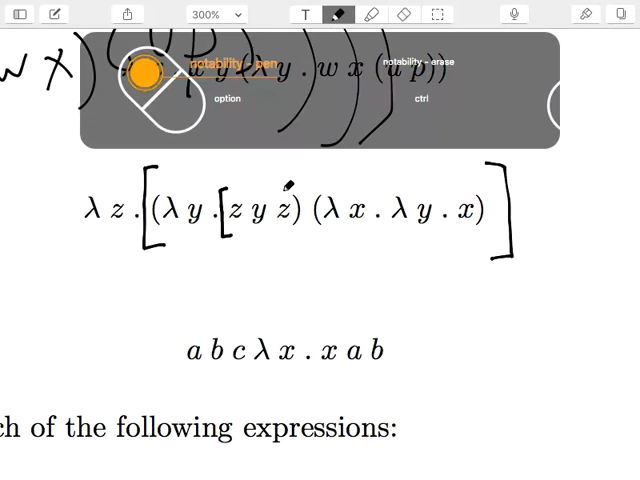 300% T
w x) u p)))
λ y . u y (λ y . w x (u p))
notability - pen notability - erase
option ctrl
λ z . [(λ y . [z y z) (λ x . λ y . x)]
a b c λ x . x a b
ch of the following expressions: